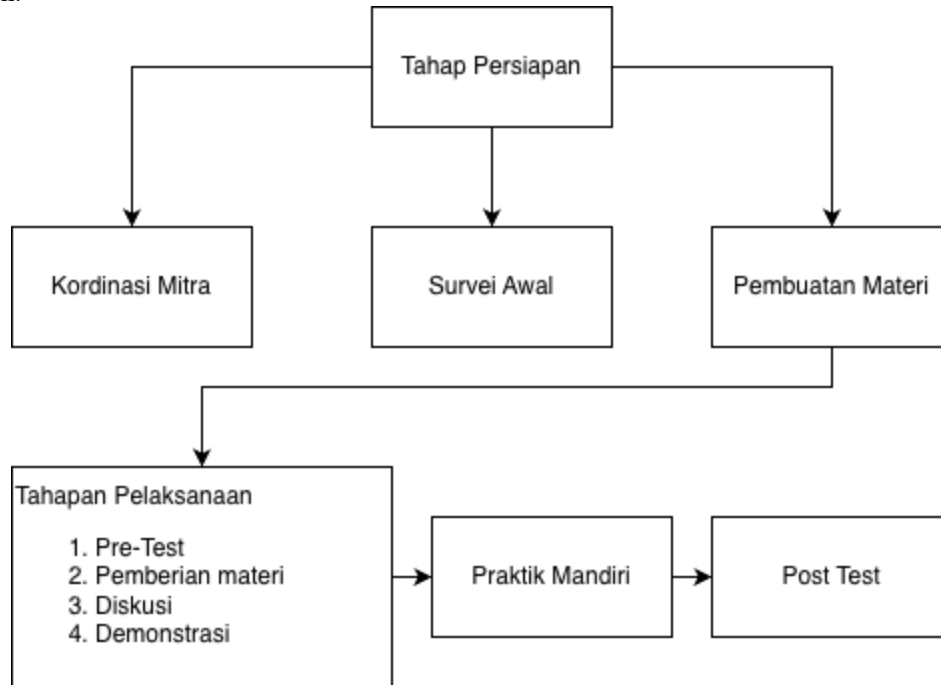 Tahap Persiapan
Kordinasi Mitra
Survei Awal
Pembuatan Materi
Tahapan Pelaksanaan
1. Pre-Test
2. Pemberian materi
3. Diskusi
4. Demonstrasi
Praktik Mandiri
Post Test